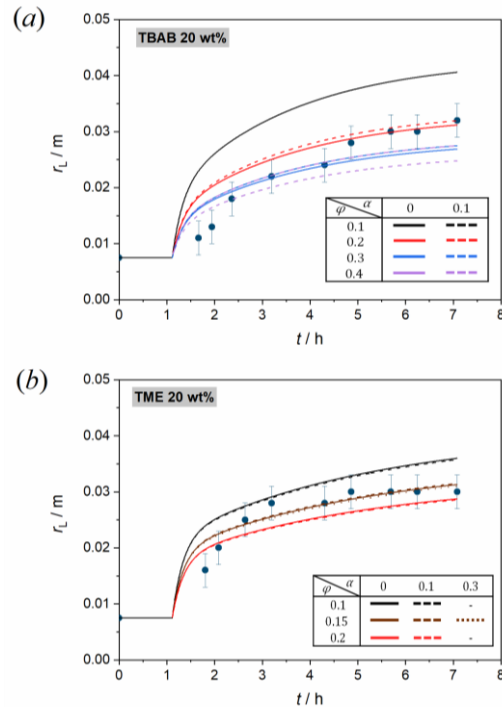 (a)
TBAB 20 wt%
0.05
0.04
0.03
0.02
0.01
0.00
r_L / m
φ α 0 0.1
0.1
0.2
0.3
0.4
0 1 2 3 4 5 6 7 8
t / h
(b)
TME 20 wt%
0.05
0.04
0.03
0.02
0.01
0.00
r_L / m
φ α 0 0.1 0.3
0.1 -
0.15
0.2 -
0 1 2 3 4 5 6 7 8
t / h